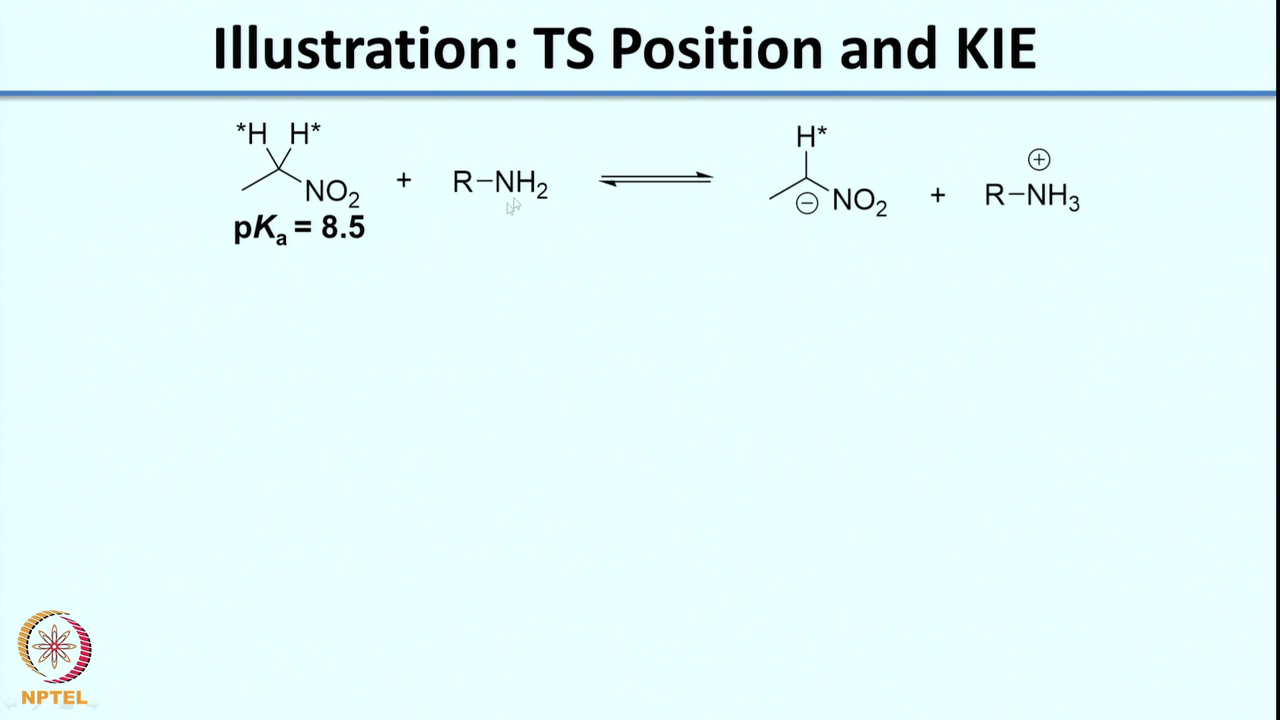 Illustration: TS Position and KIE
*H H* H*
NO₂ + R–NH₂ ⊖ NO₂ + R–NH₃ ⊕
pKₐ = 8.5
NPTEL